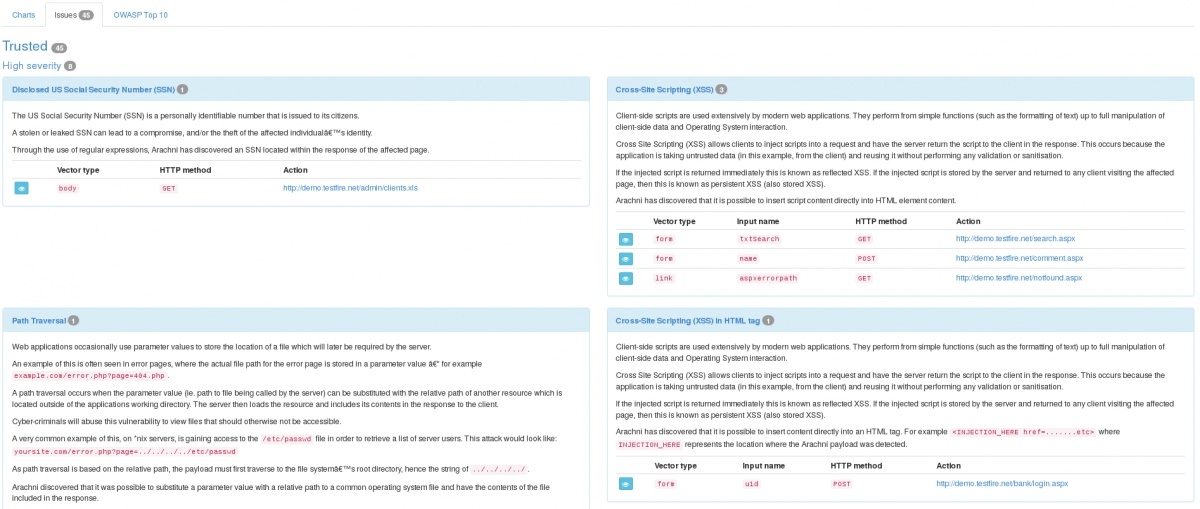 Charts
Issues 45
OWASP Top 10
Trusted 45
High severity 8
Disclosed US Social Security Number (SSN) 1
The US Social Security Number (SSN) is a personally identifiable number that is issued to its citizens.
A stolen or leaked SSN can lead to a compromise, and/or the theft of the affected individualâ€™s identity.
Through the use of regular expressions, Arachni has discovered an SSN located within the response of the affected page.
Vector type HTTP method Action
body GET http://demo.testfire.net/admin/clients.xls
Cross-Site Scripting (XSS) 3
Client-side scripts are used extensively by modern web applications. They perform from simple functions (such as the formatting of text) up to full manipulation of
client-side data and Operating System interaction.
Cross Site Scripting (XSS) allows clients to inject scripts into a request and have the server return the script to the client in the response. This occurs because the
application is taking untrusted data (in this example, from the client) and reusing it without performing any validation or sanitisation.
If the injected script is returned immediately this is known as reflected XSS. If the injected script is stored by the server and returned to any client visiting the affected
page, then this is known as persistent XSS (also stored XSS).
Arachni has discovered that it is possible to insert script content directly into HTML element content.
Vector type Input name HTTP method Action
form txtSearch GET http://demo.testfire.net/search.aspx
form name POST http://demo.testfire.net/comment.aspx
link aspxerrorpath GET http://demo.testfire.net/notfound.aspx
Path Traversal 1
Web applications occasionally use parameter values to store the location of a file which will later be required by the server.
An example of this is often seen in error pages, where the actual file path for the error page is stored in a parameter value â€“ for example
example.com/error.php?page=404.php .
A path traversal occurs when the parameter value (ie. path to file being called by the server) can be substituted with the relative path of another resource which is
located outside of the applications working directory. The server then loads the resource and includes its contents in the response to the client.
Cyber-criminals will abuse this vulnerability to view files that should otherwise not be accessible.
A very common example of this, on *nix servers, is gaining access to the /etc/passwd file in order to retrieve a list of server users. This attack would look like:
yoursite.com/error.php?page=../../../../etc/passwd
As path traversal is based on the relative path, the payload must first traverse to the file systemâ€™s root directory, hence the string of ../../../../ .
Arachni discovered that it was possible to substitute a parameter value with a relative path to a common operating system file and have the contents of the file
included in the response.
Cross-Site Scripting (XSS) in HTML tag 1
Client-side scripts are used extensively by modern web applications. They perform from simple functions (such as the formatting of text) up to full manipulation of
client-side data and Operating System interaction.
Cross Site Scripting (XSS) allows clients to inject scripts into a request and have the server return the script to the client in the response. This occurs because the
application is taking untrusted data (in this example, from the client) and reusing it without performing any validation or sanitisation.
If the injected script is returned immediately this is known as reflected XSS. If the injected script is stored by the server and returned to any client visiting the affected
page, then this is known as persistent XSS (also stored XSS).
Arachni has discovered that it is possible to insert content directly into an HTML tag. For example <INJECTION_HERE href=.......etc> where
INJECTION_HERE represents the location where the Arachni payload was detected.
Vector type Input name HTTP method Action
form uid POST http://demo.testfire.net/bank/login.aspx